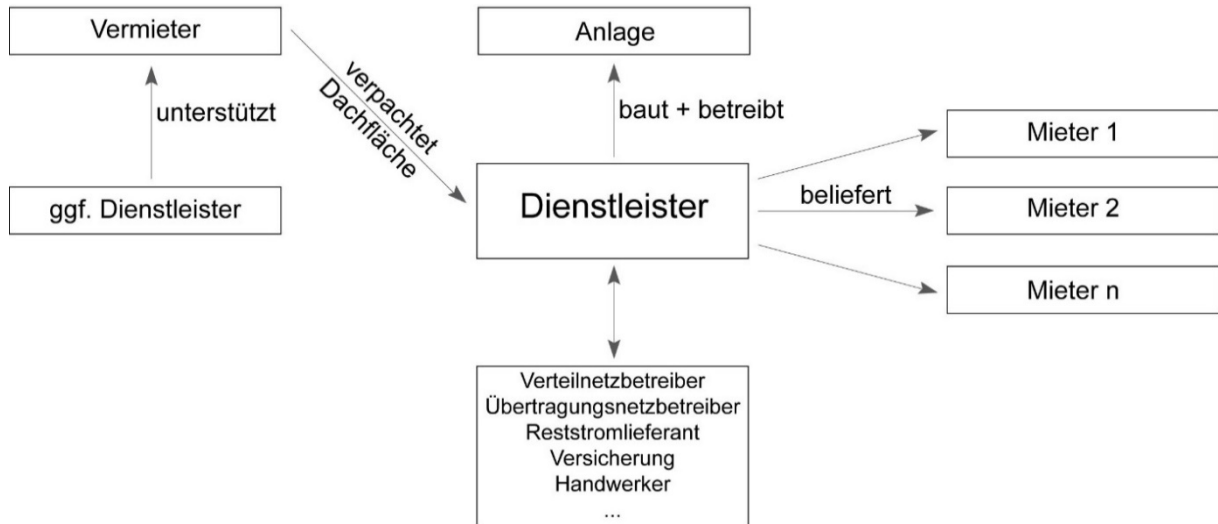 Vermieter
Anlage
unterstützt
verpachtet
Dachfläche
baut + betreibt
ggf. Dienstleister
Dienstleister
beliefert
Mieter 1
Mieter 2
Mieter n
Verteilnetzbetreiber
Übertragungsnetzbetreiber
Reststromlieferant
Versicherung
Handwerker
...